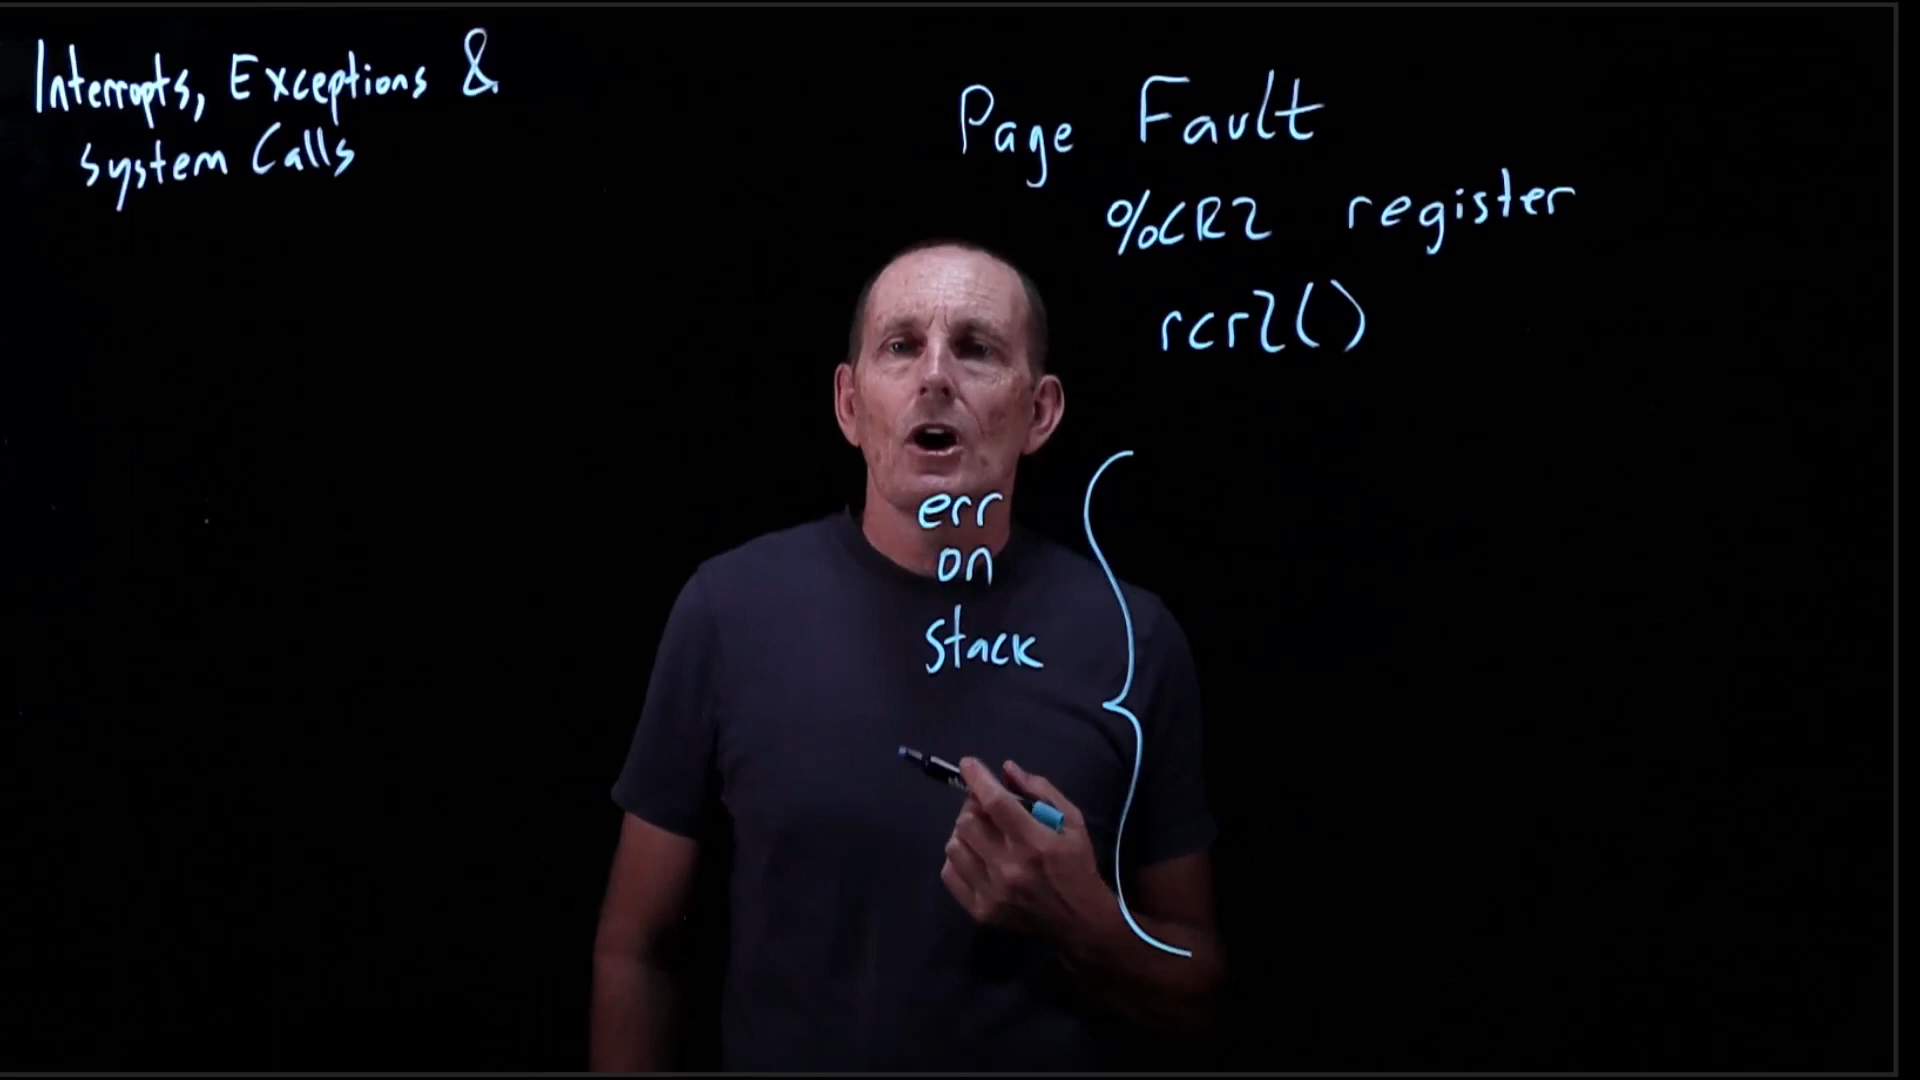 Interrupts, Exceptions &
System Calls
Page Fault
%CR2 register
rcr2()
err
on
stack